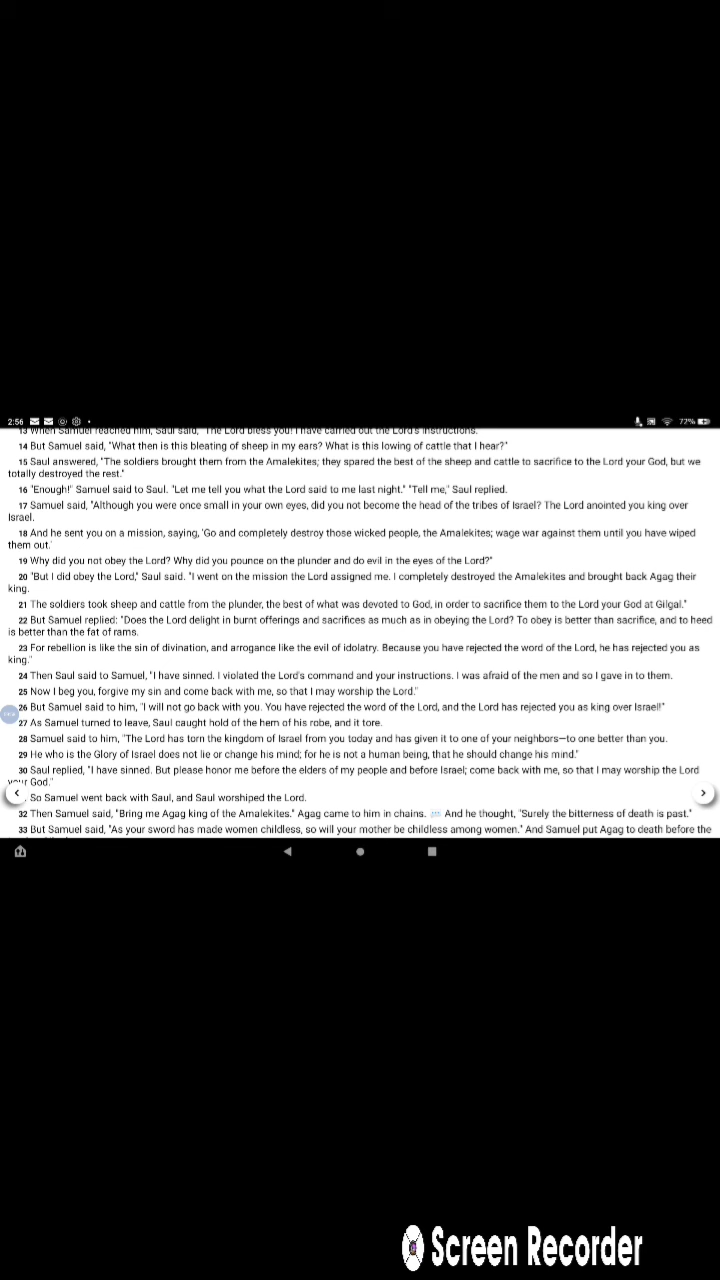 2:56
72%
13 When Samuel reached him, Saul said, "The Lord bless you! I have carried out the Lord's instructions."
14 But Samuel said, "What then is this bleating of sheep in my ears? What is this lowing of cattle that I hear?"
15 Saul answered, "The soldiers brought them from the Amalekites; they spared the best of the sheep and cattle to sacrifice to the Lord your God, but we
totally destroyed the rest."
16 "Enough!" Samuel said to Saul. "Let me tell you what the Lord said to me last night." "Tell me," Saul replied.
17 Samuel said, "Although you were once small in your own eyes, did you not become the head of the tribes of Israel? The Lord anointed you king over
Israel.
18 And he sent you on a mission, saying, 'Go and completely destroy those wicked people, the Amalekites; wage war against them until you have wiped
them out.'
19 Why did you not obey the Lord? Why did you pounce on the plunder and do evil in the eyes of the Lord?"
20 "But I did obey the Lord," Saul said. "I went on the mission the Lord assigned me. I completely destroyed the Amalekites and brought back Agag their
king.
21 The soldiers took sheep and cattle from the plunder, the best of what was devoted to God, in order to sacrifice them to the Lord your God at Gilgal."
22 But Samuel replied: "Does the Lord delight in burnt offerings and sacrifices as much as in obeying the Lord? To obey is better than sacrifice, and to heed
is better than the fat of rams.
23 For rebellion is like the sin of divination, and arrogance like the evil of idolatry. Because you have rejected the word of the Lord, he has rejected you as
king."
24 Then Saul said to Samuel, "I have sinned. I violated the Lord's command and your instructions. I was afraid of the men and so I gave in to them.
25 Now I beg you, forgive my sin and come back with me, so that I may worship the Lord."
26 But Samuel said to him, "I will not go back with you. You have rejected the word of the Lord, and the Lord has rejected you as king over Israel!"
27 As Samuel turned to leave, Saul caught hold of the hem of his robe, and it tore.
28 Samuel said to him, "The Lord has torn the kingdom of Israel from you today and has given it to one of your neighbors—to one better than you.
29 He who is the Glory of Israel does not lie or change his mind; for he is not a human being, that he should change his mind."
30 Saul replied, "I have sinned. But please honor me before the elders of my people and before Israel; come back with me, so that I may worship the Lord
your God."
So Samuel went back with Saul, and Saul worshiped the Lord.
32 Then Samuel said, "Bring me Agag king of the Amalekites." Agag came to him in chains. And he thought, "Surely the bitterness of death is past."
33 But Samuel said, "As your sword has made women childless, so will your mother be childless among women." And Samuel put Agag to death before the
Screen Recorder